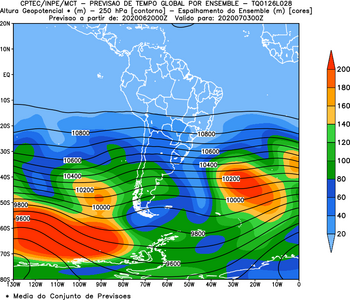 CPTEC/INPE/MCT - PREVISAO DE TEMPO GLOBAL POR ENSEMBLE - TQ0126L028
Altura Geopotencial * (m) - 250 hPa [contorno] - Espalhamento do Ensemble (m) [cores]
Previsao a partir de: 2020062000Z Valido para: 2020070300Z
20N
10N
EQ
10S
20S
30S
40S
50S
60S
70S
80S
130W 120W 110W 100W 90W 80W 70W 60W 50W 40W 30W 20W 10W 0
10800
10800
10600
10600
10400
10400
10200
10200
10000
10000
9800
9800
9600
9600
200
180
160
140
120
100
80
60
40
20
* Media do Conjunto de Previsoes